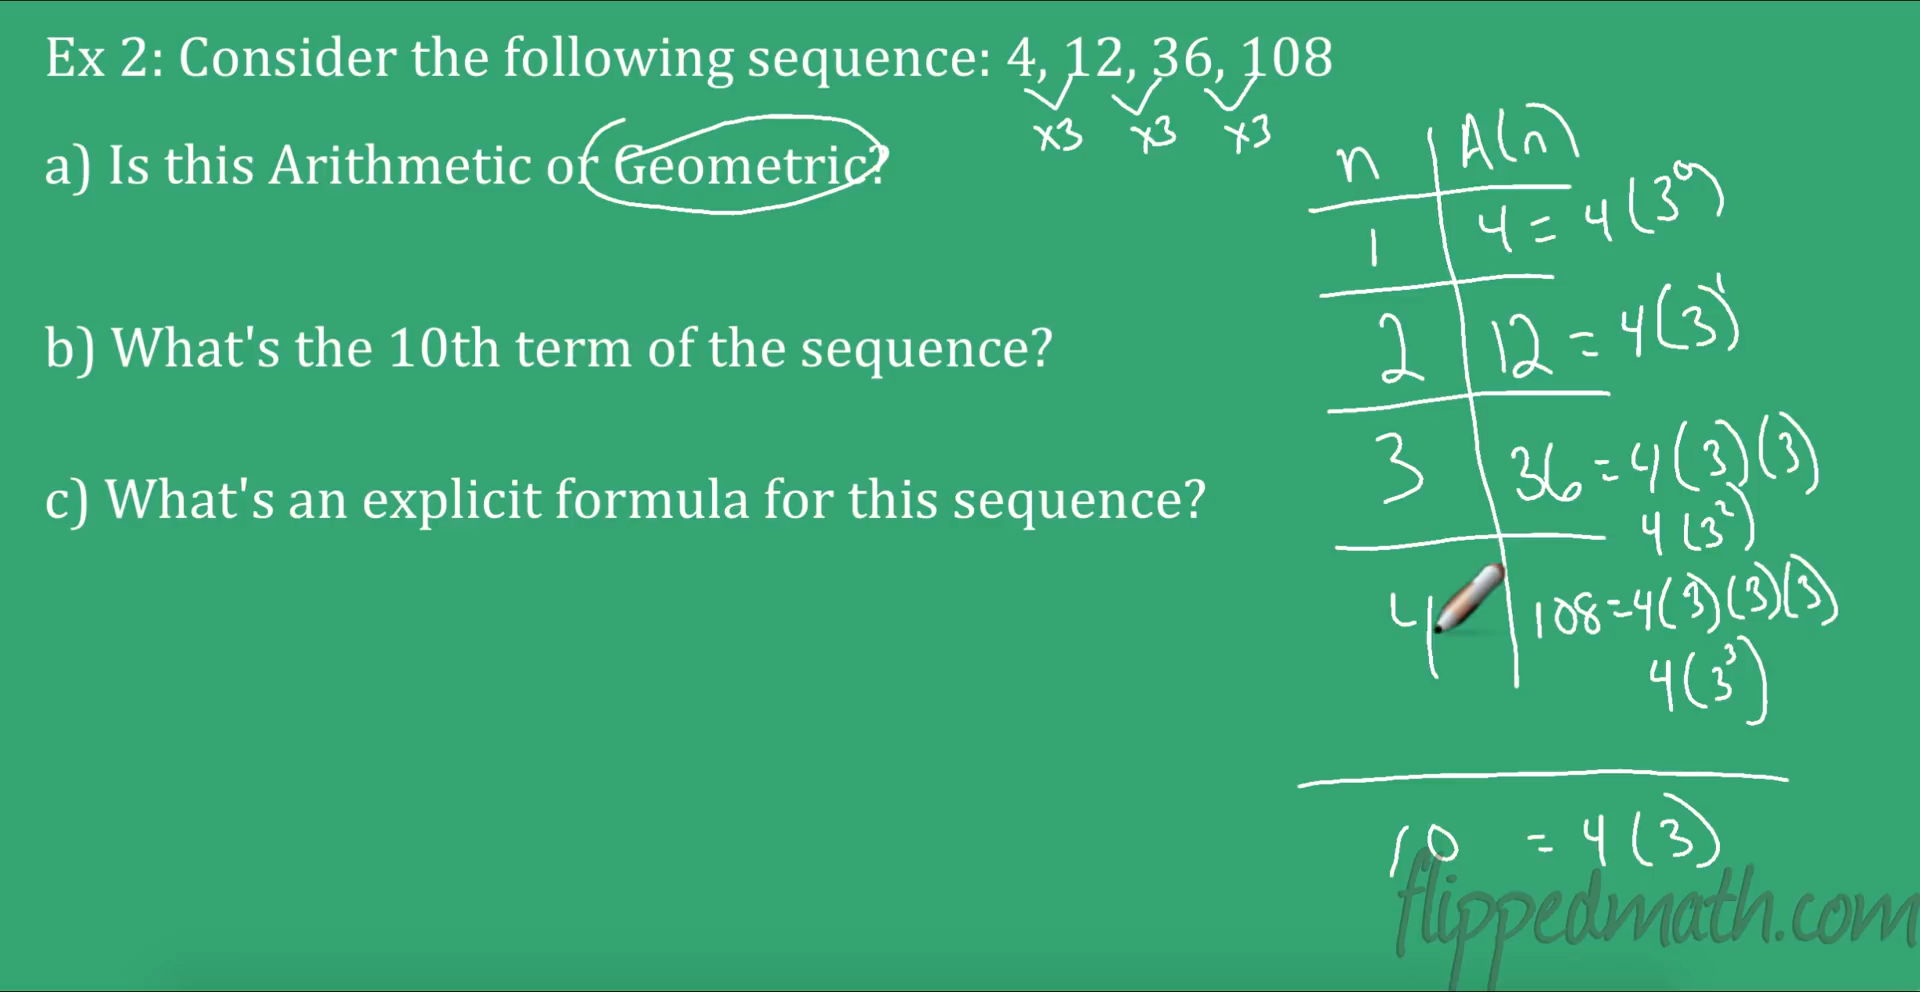 Ex 2: Consider the following sequence: 4, 12, 36, 108
x3 x3 x3
a) Is this Arithmetic or Geometric?
b) What's the 10th term of the sequence?
c) What's an explicit formula for this sequence?
n A(n)
1 4 = 4(3⁰)
2 12 = 4(3)¹
3 36 = 4(3)(3)
4(3²)
4 108 = 4(3)(3)(3)
4(3³)
10 = 4(3)
flippedmath.com